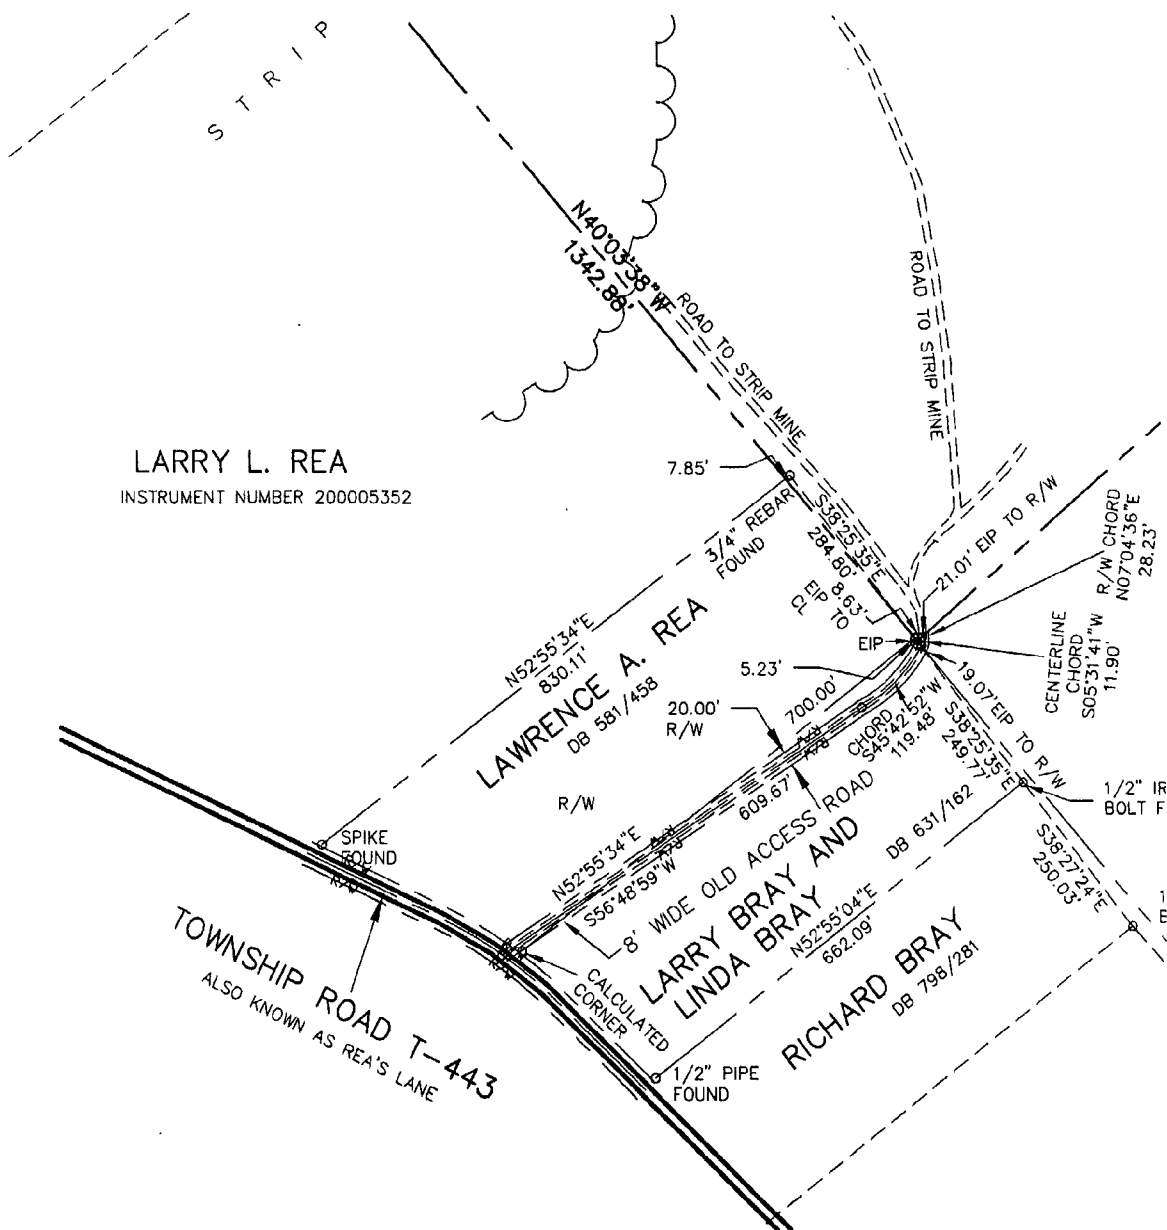 STRIP
N40°03'38"W
1342.88'
ROAD TO STRIP MINE
ROAD TO STRIP MINE
LARRY L. REA
INSTRUMENT NUMBER 200005352
7.85'
3/4" REBAR
FOUND
S38°25'35"E
284.80'
8.63'
EIP TO
CL
EIP
21.01' EIP TO R/W
R/W CHORD
N07°04'36"E
28.23'
CENTERLINE
CHORD
S05°31'41"W
11.90'
N52°55'34"E
830.11'
LAWRENCE A. REA
DB 581/458
5.23'
700.00'
20.00'
R/W
CHORD
S45°42'52"W
119.48'
19.07' EIP TO R/W
S38°25'35"E
249.77'
1/2" IR
BOLT F
R/W
609.67'
N52°55'34"E
S56°48'59"W
8' WIDE OLD ACCESS ROAD
DB 631/162
LARRY BRAY AND
LINDA BRAY
N52°55'04"E
662.09'
S38°27'24"E
250.03'
RICHARD BRAY
DB 798/281
SPIKE
FOUND
TOWNSHIP ROAD T-443
ALSO KNOWN AS REA'S LANE
CALCULATED
CORNER
1/2" PIPE
FOUND